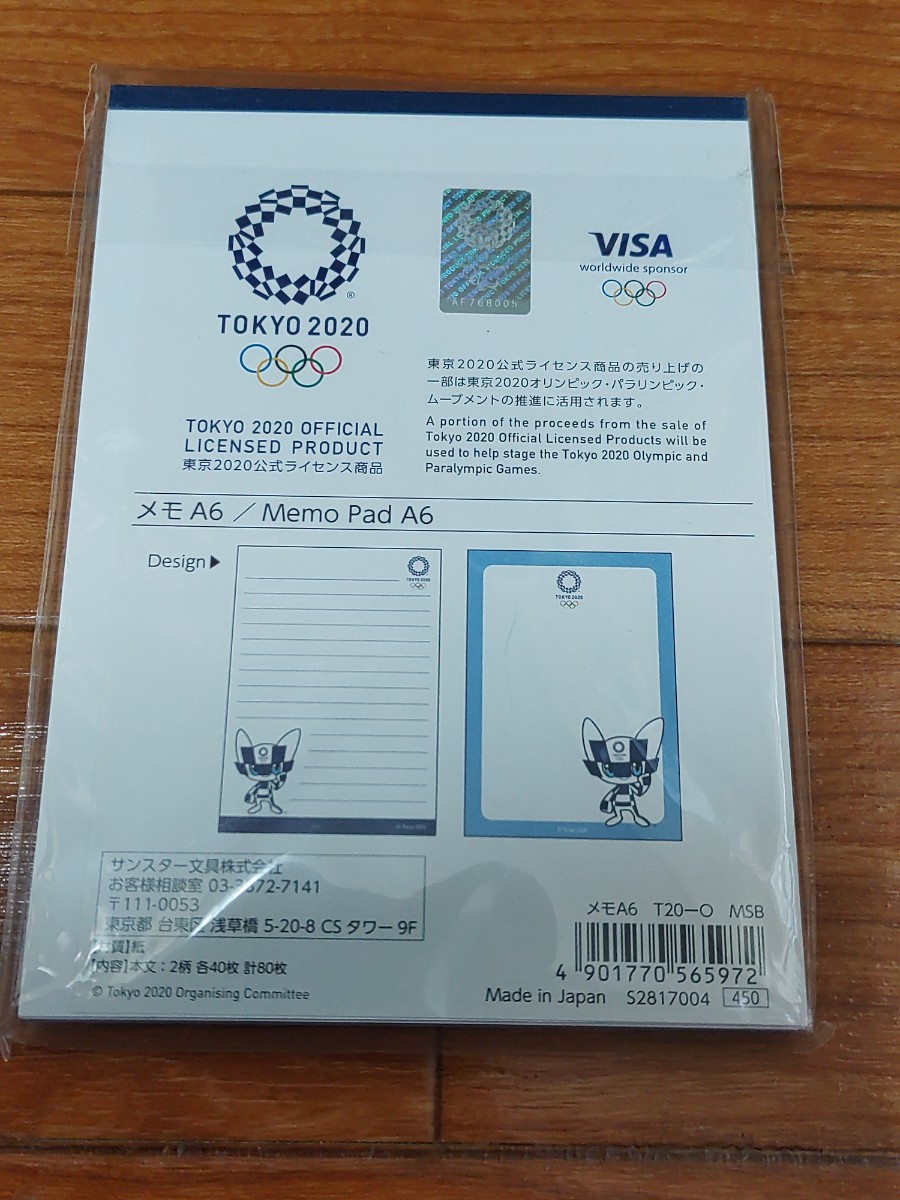 TOKYO 2020
TOKYO 2020 OFFICIAL
LICENSED PRODUCT
東京2020公式ライセンス商品
VISA
worldwide sponsor
東京2020公式ライセンス商品の売り上げの
一部は東京2020オリンピック・パラリンピック・
ムーブメントの推進に活用されます。
A portion of the proceeds from the sale of
Tokyo 2020 Official Licensed Products will be
used to help stage the Tokyo 2020 Olympic and
Paralympic Games.
メモ A6 ／ Memo Pad A6
Design▶
TOKYO 2020
TOKYO 2020
サンスター文具株式会社
お客様相談室 03-3872-7141
〒111-0053
東京都 台東区 浅草橋 5-20-8 CS タワー 9F
【材質】紙
【内容】本文：2柄 各40枚 計80枚
© Tokyo 2020 Organising Committee
メモA6 T20ーO MSB
4 901770 565972
Made in Japan S2817004 450